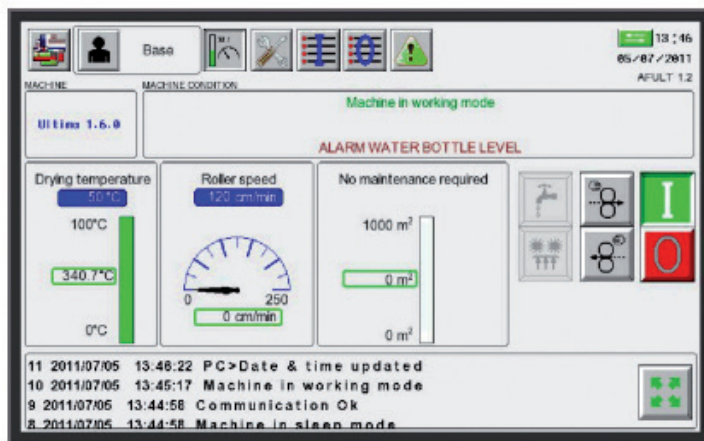 Base
13:46
05/07/2011
AFULT 1.2
MACHINE
MACHINE CONDITION
Ultima 1.6.0
Machine in working mode
ALARM WATER BOTTLE LEVEL
Drying temperature
50 °C
100°C
340.7°C
0°C
Roller speed
120 cm/min
0
250
0 cm/min
No maintenance required
1000 m²
0 m²
0 m²
11 2011/07/05 13:46:22 PC>Date & time updated
10 2011/07/05 13:45:17 Machine in working mode
9 2011/07/05 13:44:58 Communication Ok
8 2011/07/05 13:44:58 Machine in sleep mode